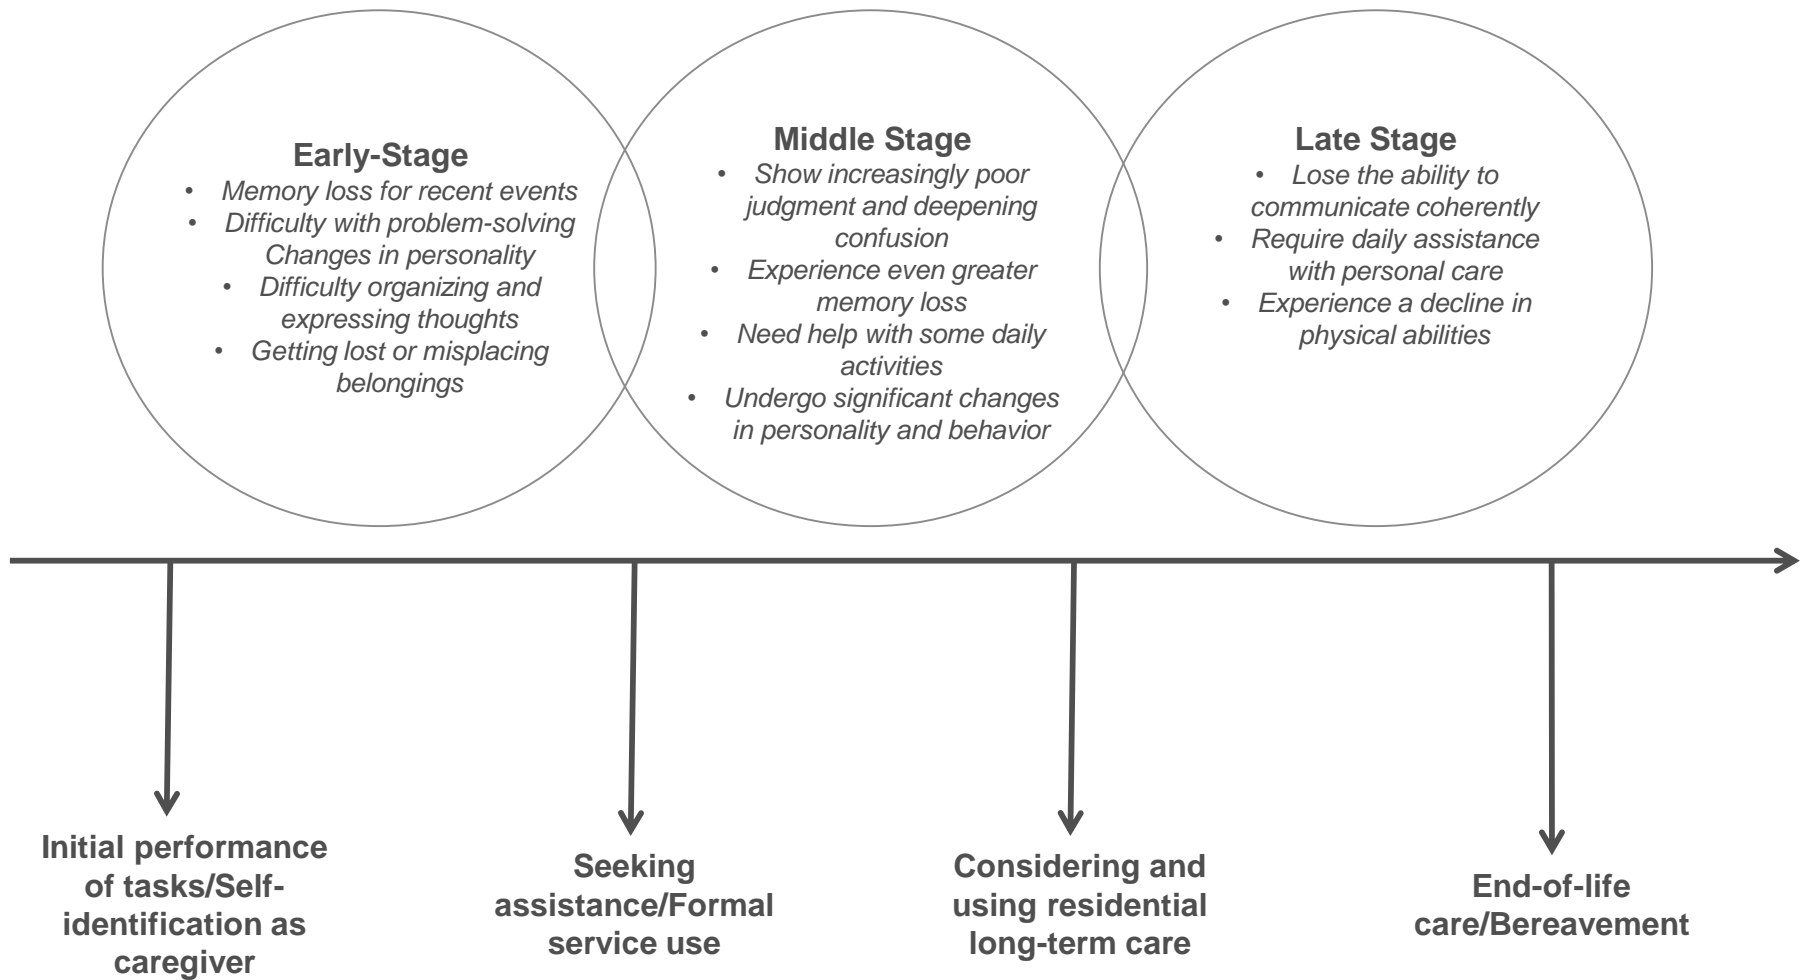 Early-Stage
• Memory loss for recent events
• Difficulty with problem-solving
Changes in personality
• Difficulty organizing and
expressing thoughts
• Getting lost or misplacing
belongings
Middle Stage
• Show increasingly poor
judgment and deepening
confusion
• Experience even greater
memory loss
• Need help with some daily
activities
• Undergo significant changes
in personality and behavior
Late Stage
• Lose the ability to
communicate coherently
• Require daily assistance
with personal care
• Experience a decline in
physical abilities
Initial performance
of tasks/Self-
identification as
caregiver
Seeking
assistance/Formal
service use
Considering and
using residential
long-term care
End-of-life
care/Bereavement